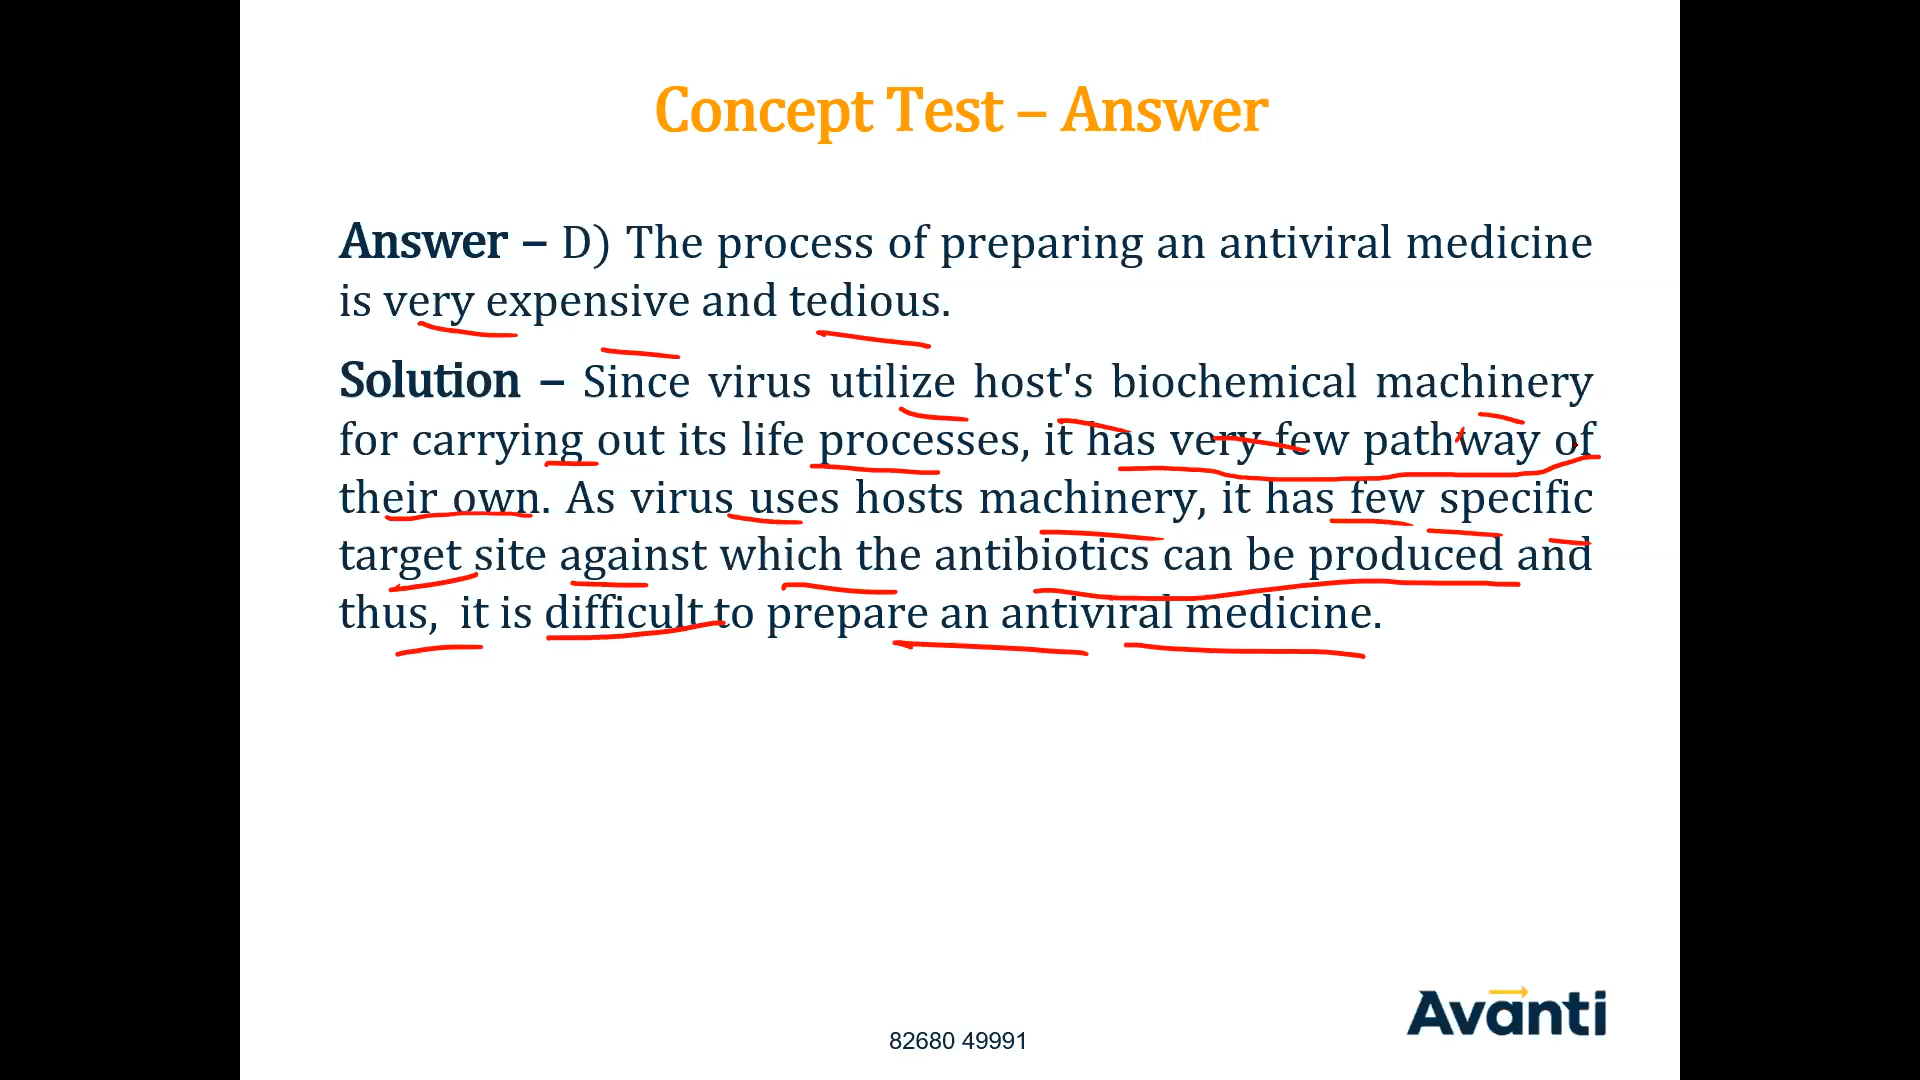 Concept Test – Answer
Answer – D) The process of preparing an antiviral medicine
is very expensive and tedious.
Solution – Since virus utilize host's biochemical machinery
for carrying out its life processes, it has very few pathway of
their own. As virus uses hosts machinery, it has few specific
target site against which the antibiotics can be produced and
thus,  it is difficult to prepare an antiviral medicine.
Avanti
82680 49991